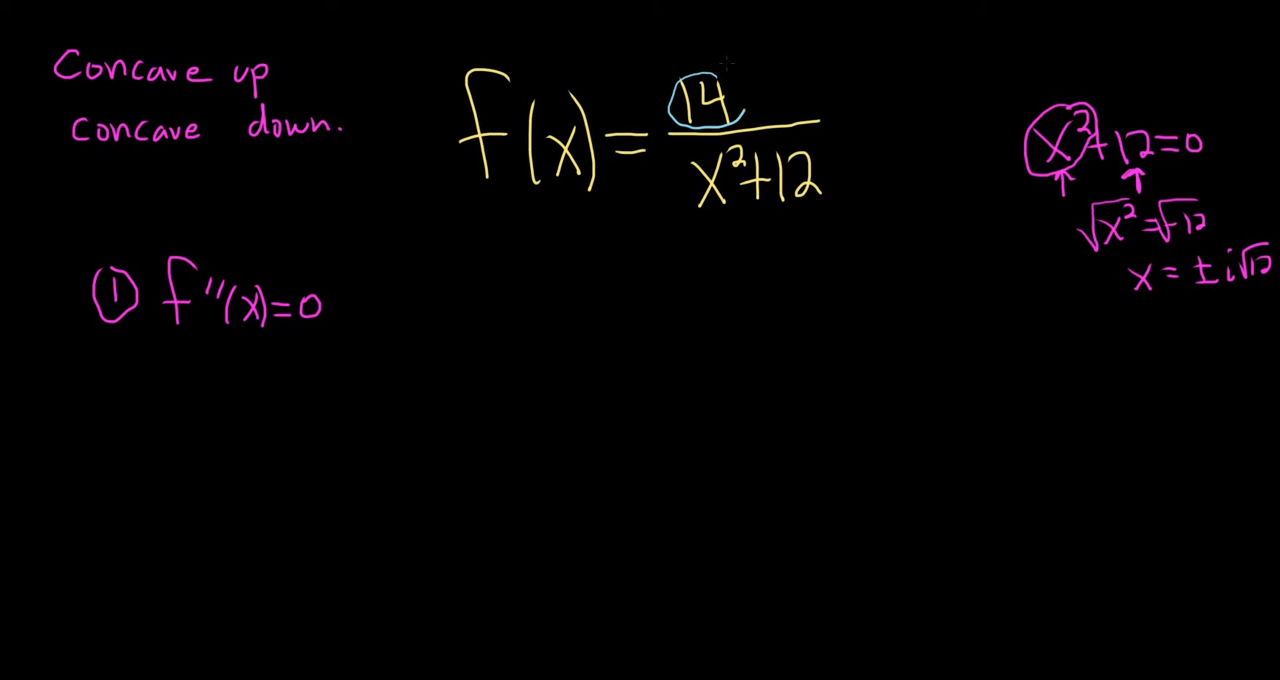 Concave up
concave down.
f(x) = 14 / x²+12
x²+12=0
√x² = √-12
x = ± i√12
① f''(x)=0